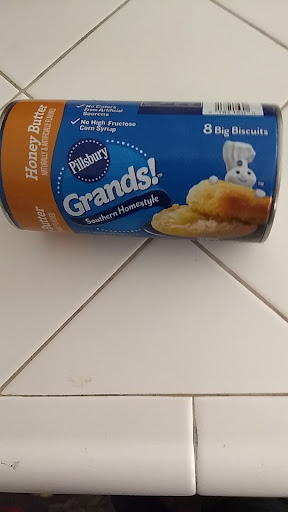 Honey Butter
NATURALLY & ARTIFICIALLY FLAVORED
Butter
✓ No Colors
From Artificial
Sources
✓ No High Fructose
Corn Syrup
8 Big Biscuits
Pillsbury
Grands!
Southern Homestyle